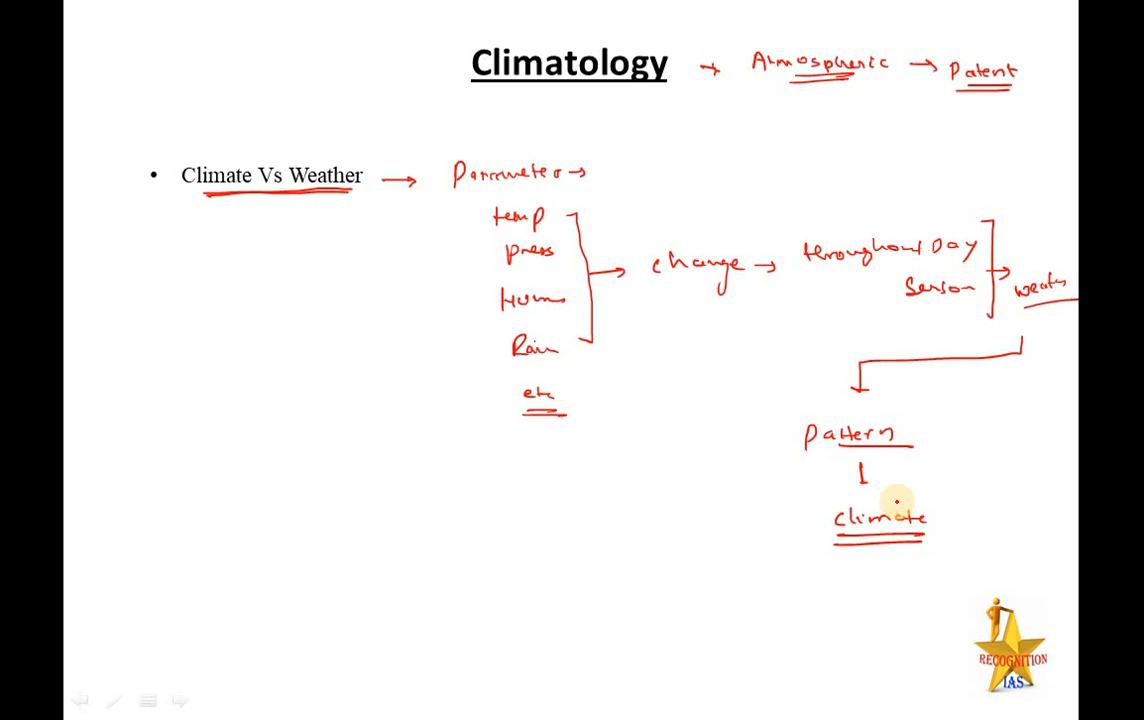 Climatology → Atmospheric → Patent
• Climate Vs Weather → Parameter →
temp
press
Hum
Rain
etc
change → throughout Day
Season
weather
Pattern
climate
RECOGNITION
IAS